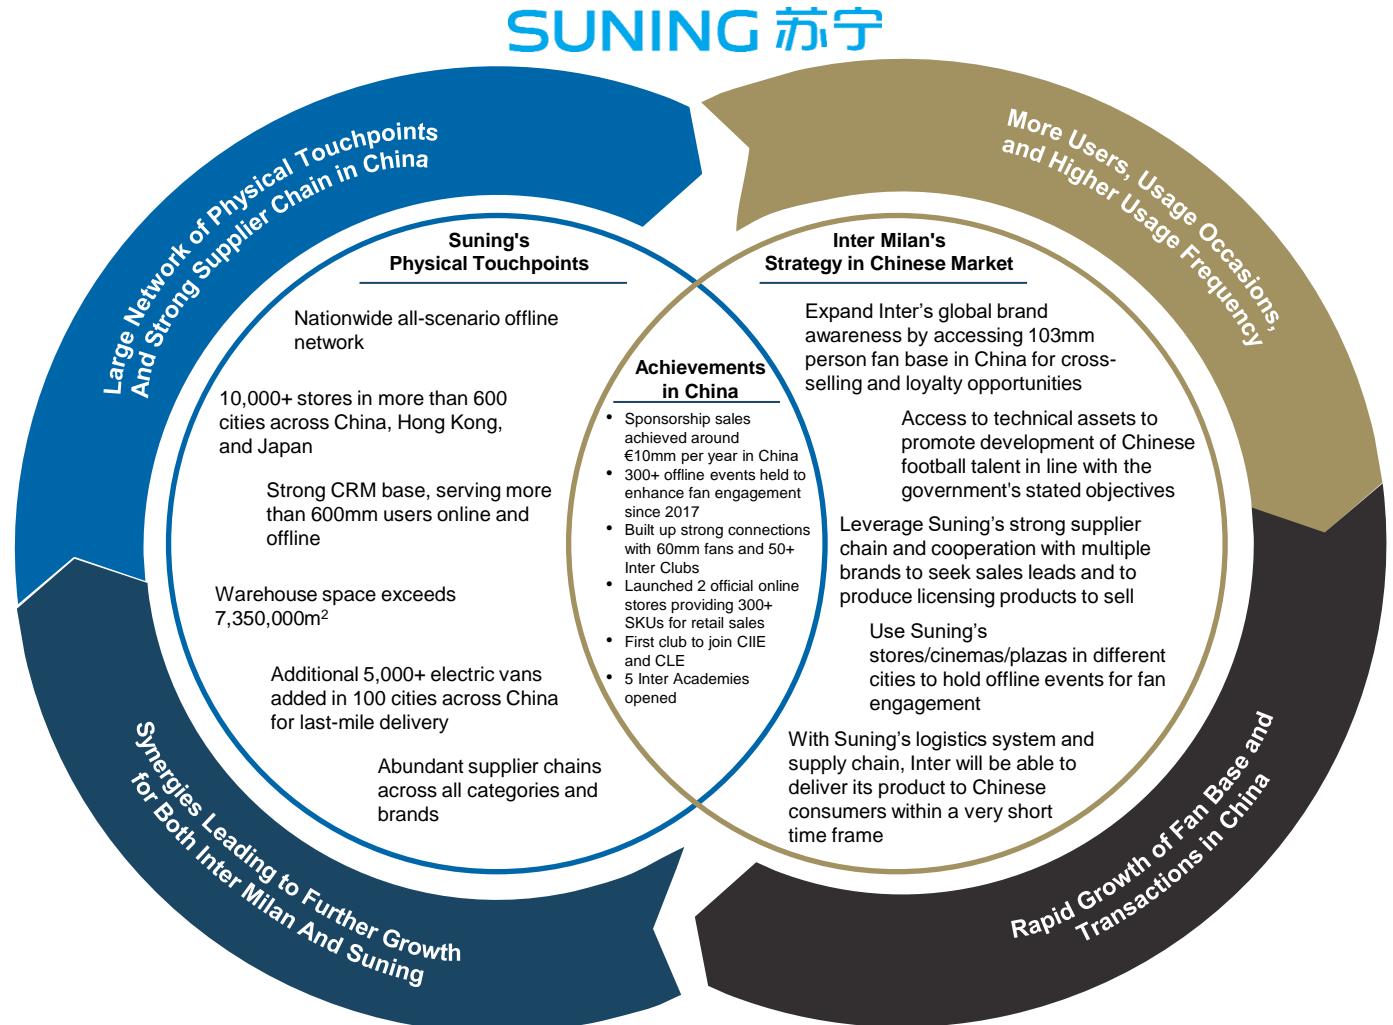 SUNING 苏宁
Large Network of Physical Touchpoints
And Strong Supplier Chain in China
More Users, Usage Occasions,
and Higher Usage Frequency
Suning's
Physical Touchpoints
Nationwide all-scenario offline
network
10,000+ stores in more than 600
cities across China, Hong Kong,
and Japan
Strong CRM base, serving more
than 600mm users online and
offline
Warehouse space exceeds
7,350,000m²
Additional 5,000+ electric vans
added in 100 cities across China
for last-mile delivery
Abundant supplier chains
across all categories and
brands
Achievements
in China
• Sponsorship sales
achieved around
€10mm per year in China
• 300+ offline events held to
enhance fan engagement
since 2017
• Built up strong connections
with 60mm fans and 50+
Inter Clubs
• Launched 2 official online
stores providing 300+
SKUs for retail sales
• First club to join CIIE
and CLE
• 5 Inter Academies
opened
Inter Milan's
Strategy in Chinese Market
Expand Inter’s global brand
awareness by accessing 103mm
person fan base in China for cross-
selling and loyalty opportunities
Access to technical assets to
promote development of Chinese
football talent in line with the
government's stated objectives
Leverage Suning’s strong supplier
chain and cooperation with multiple
brands to seek sales leads and to
produce licensing products to sell
Use Suning’s
stores/cinemas/plazas in different
cities to hold offline events for fan
engagement
With Suning’s logistics system and
supply chain, Inter will be able to
deliver its product to Chinese
consumers within a very short
time frame
Synergies Leading to Further Growth
for Both Inter Milan And Suning
Rapid Growth of Fan Base and
Transactions in China